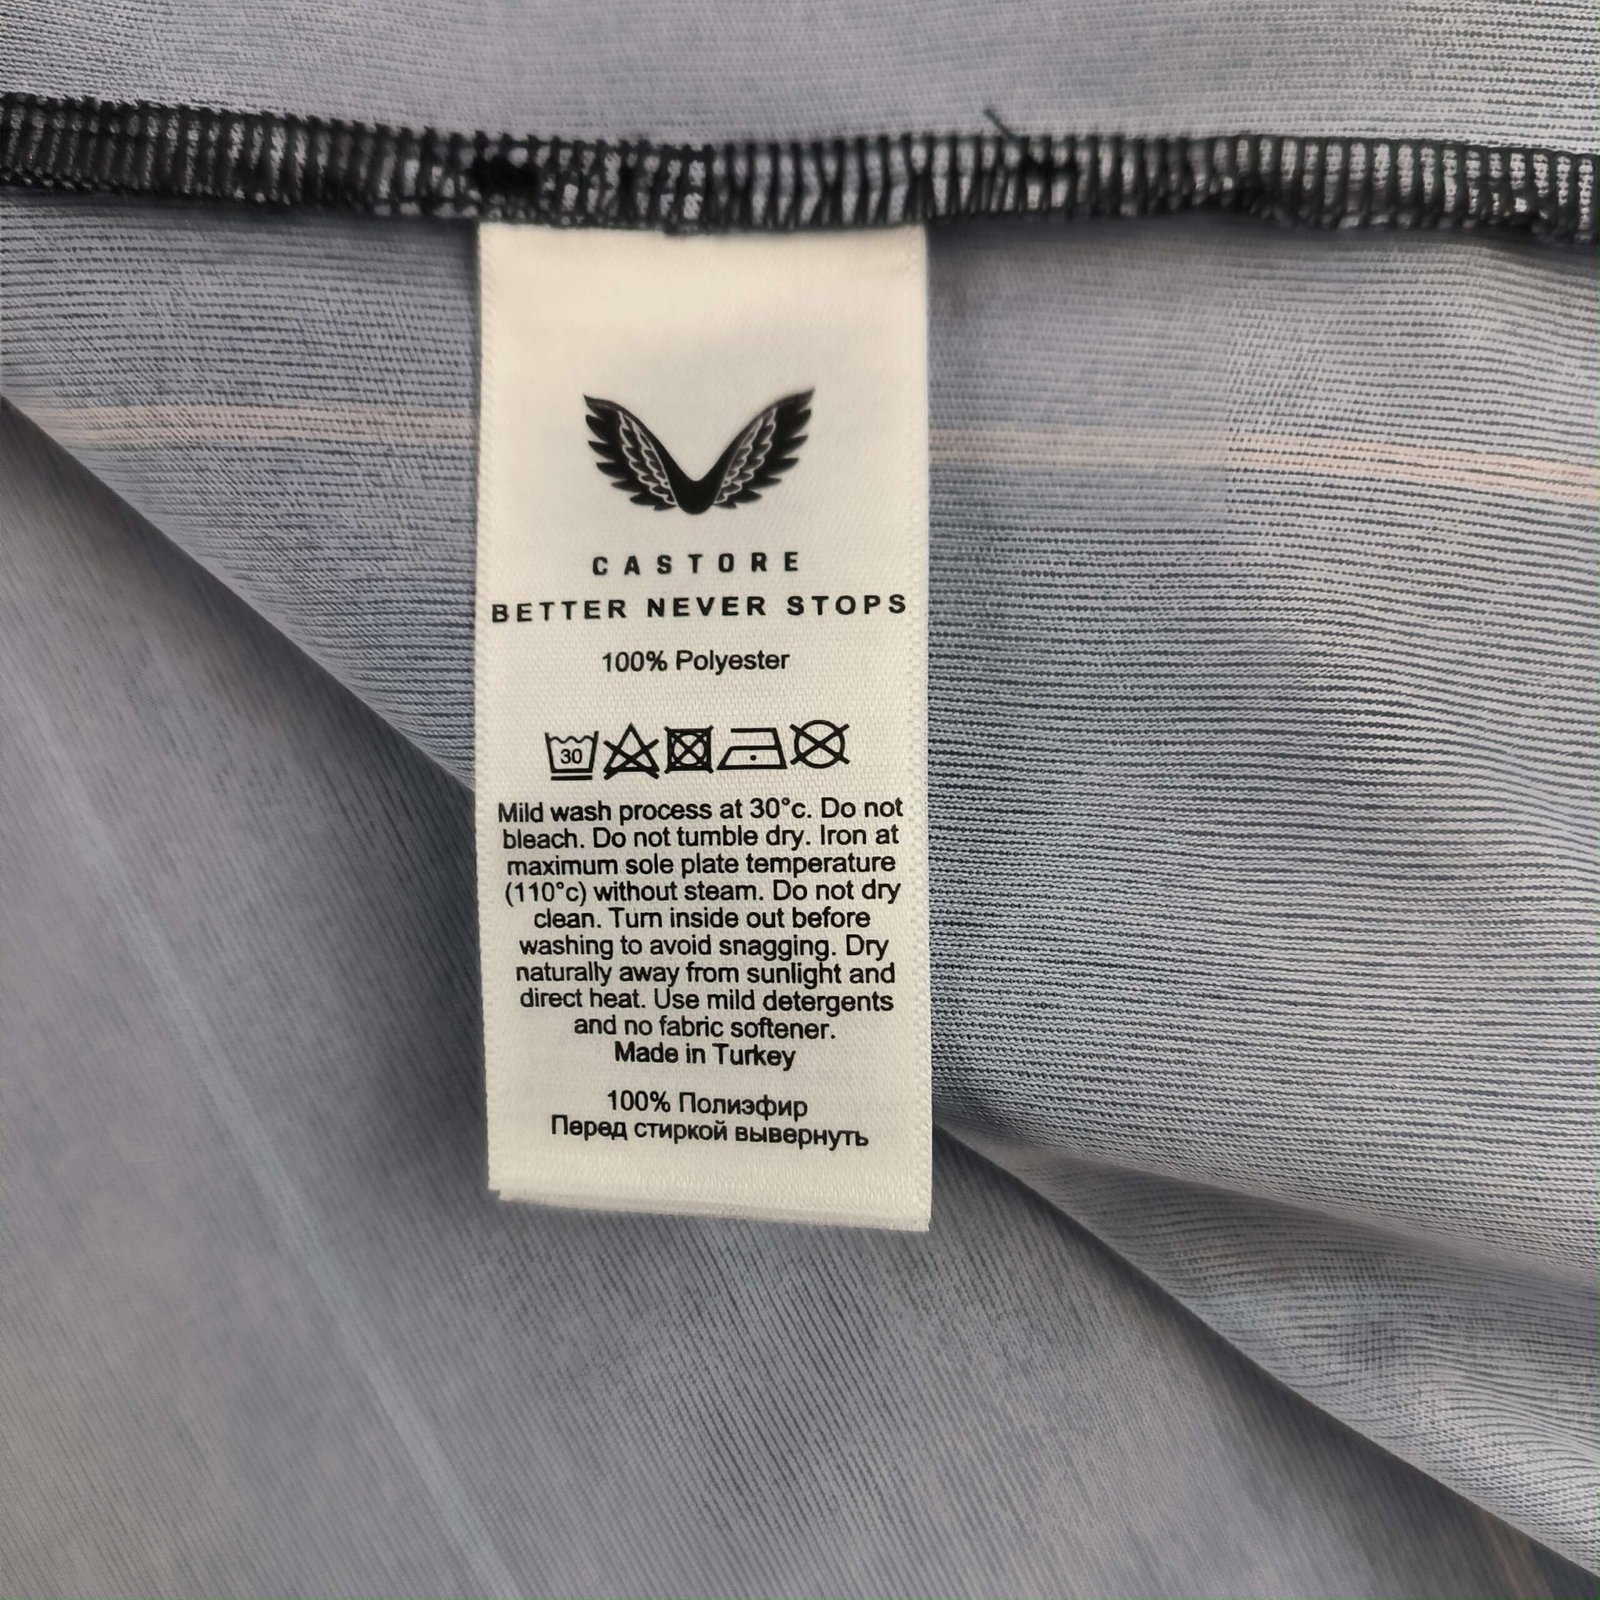 CASTORE
BETTER NEVER STOPS
100% Polyester
30
Mild wash process at 30°c. Do not
bleach. Do not tumble dry. Iron at
maximum sole plate temperature
(110°c) without steam. Do not dry
clean. Turn inside out before
washing to avoid snagging. Dry
naturally away from sunlight and
direct heat. Use mild detergents
and no fabric softener.
Made in Turkey
100% Полиэфир
Перед стиркой вывернуть